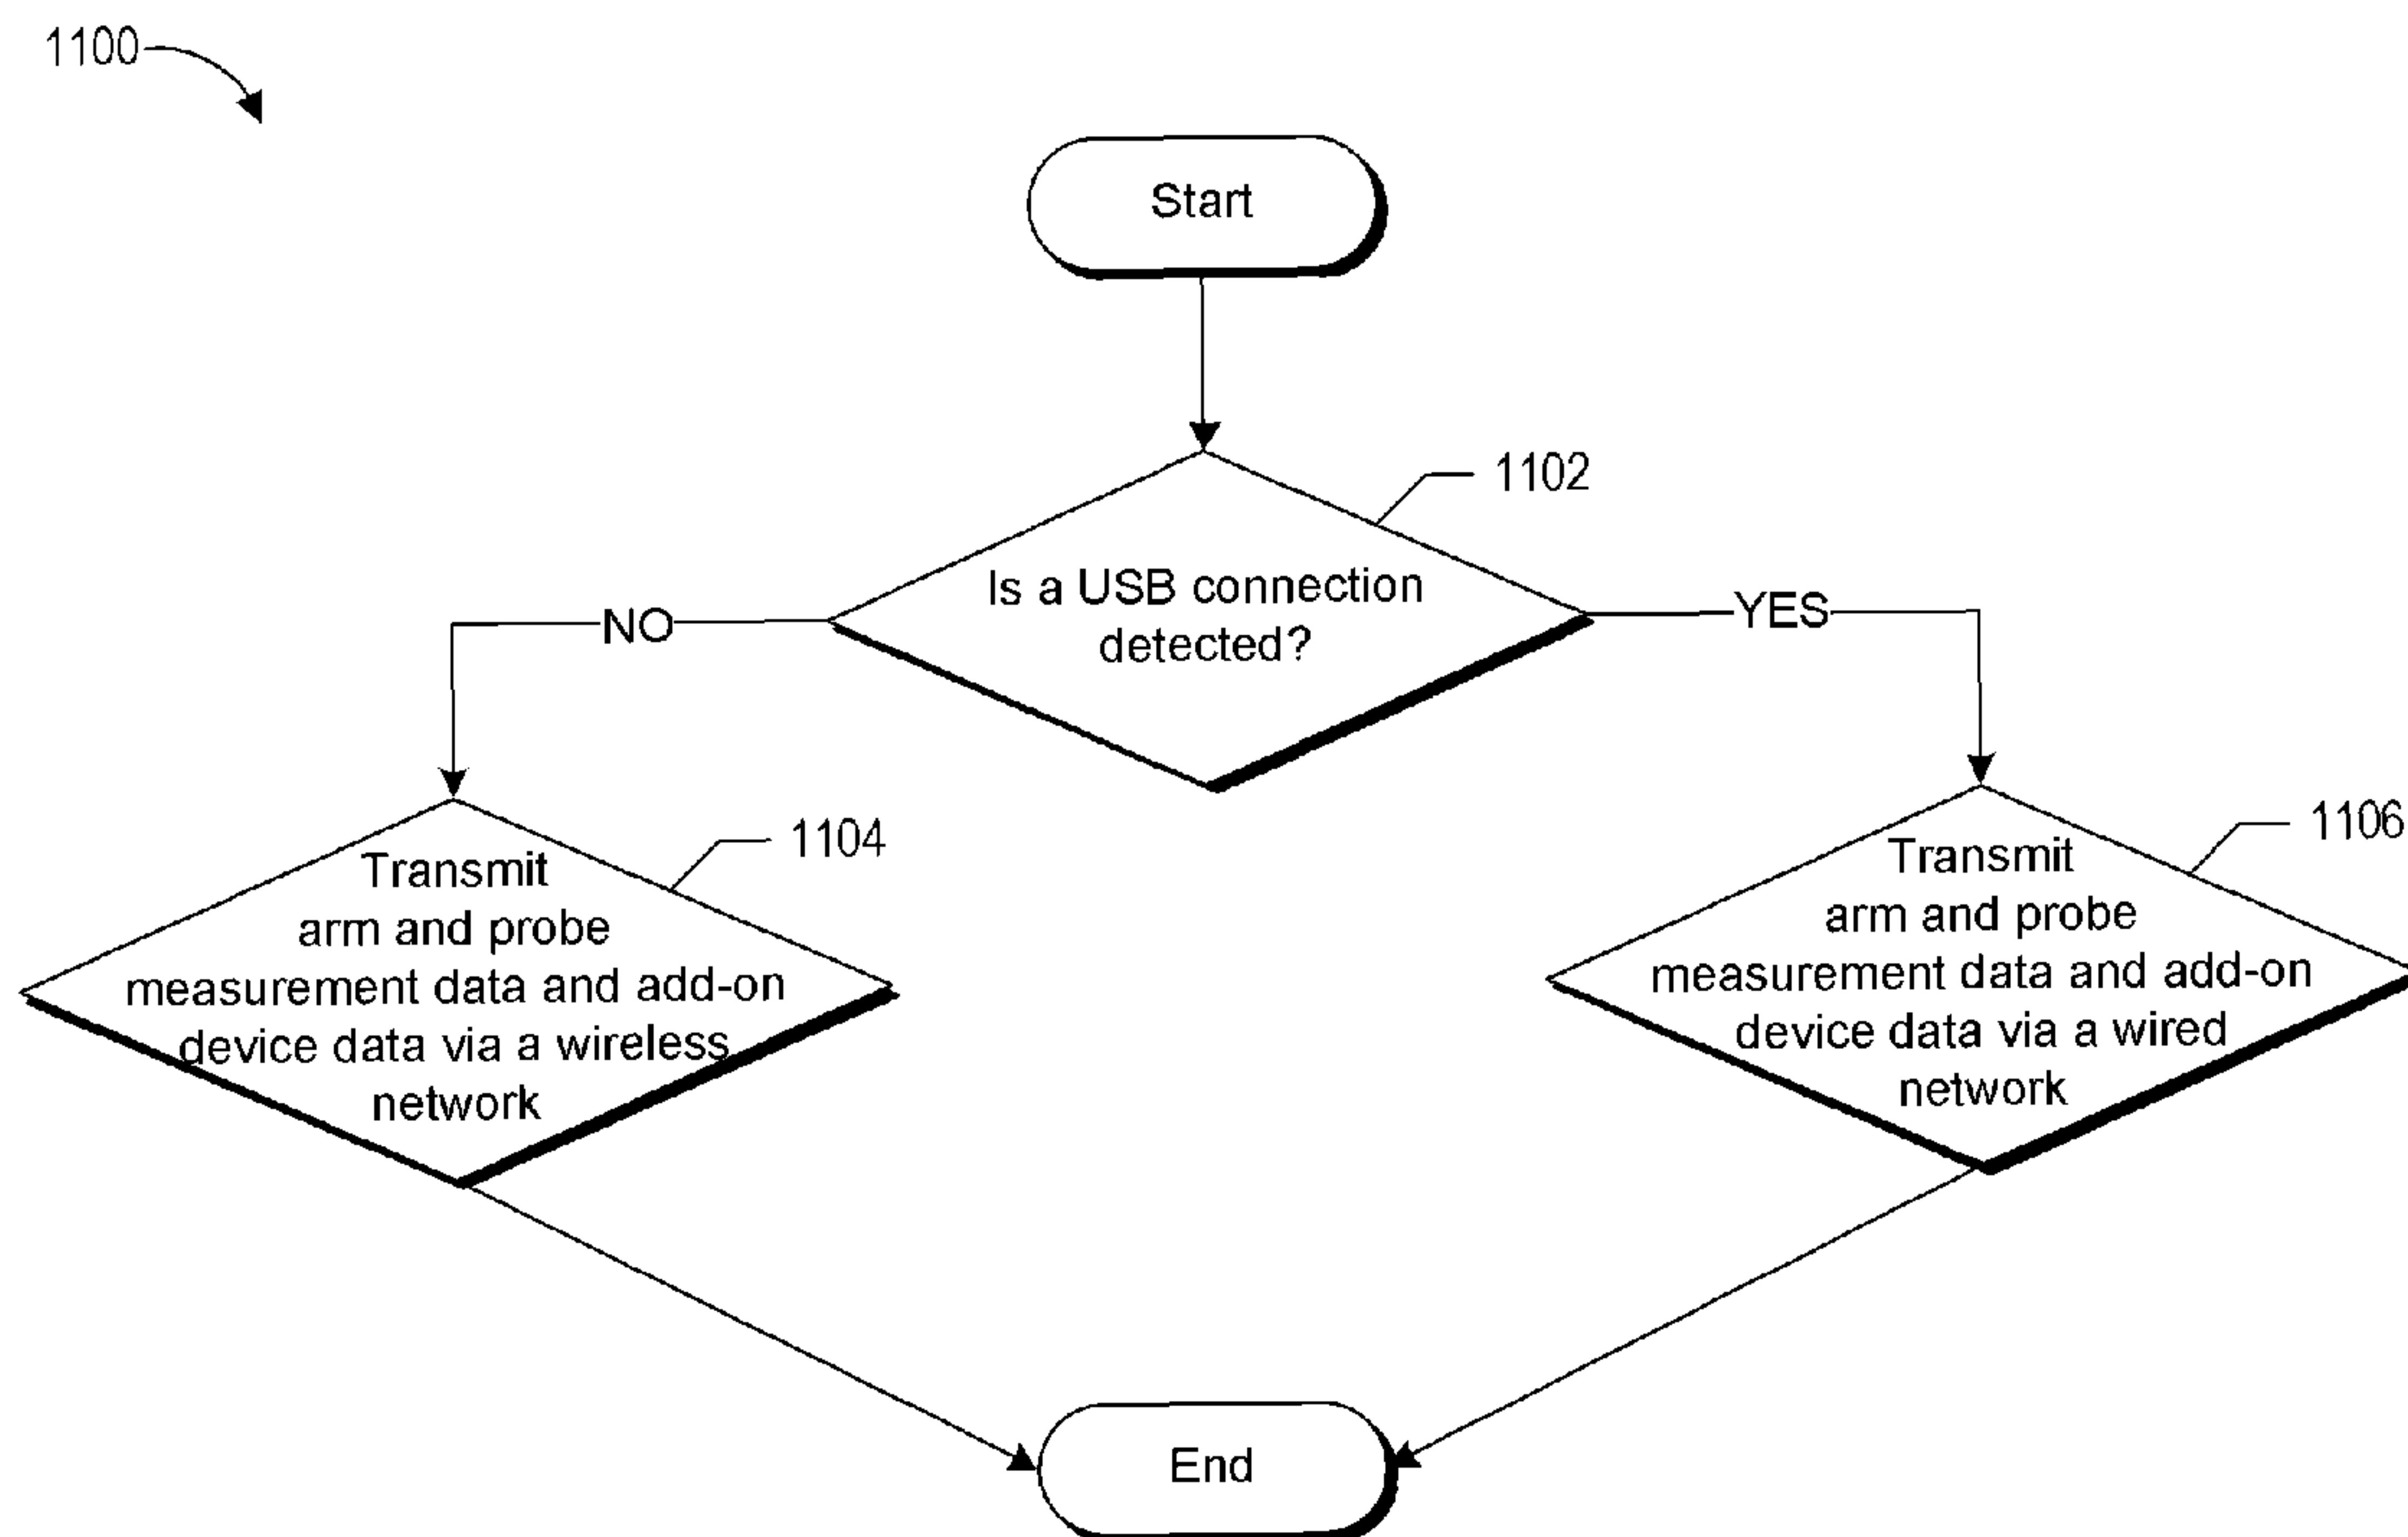 1100
Start
1102
Is a USB connection
detected?
NO
YES
1104
Transmit
arm and probe
measurement data and add-on
device data via a wireless
network
1106
Transmit
arm and probe
measurement data and add-on
device data via a wired
network
End